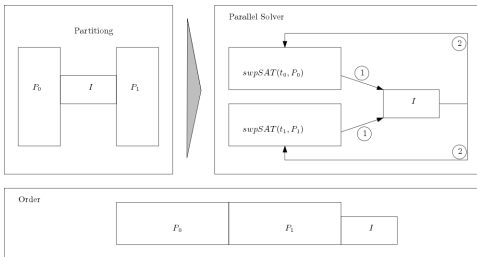 Partitiong
P₀
I
P₁
Parallel Solver
swpSAT(t₀, P₀)
swpSAT(t₁, P₁)
1
1
I
2
2
Order
P₀
P₁
I